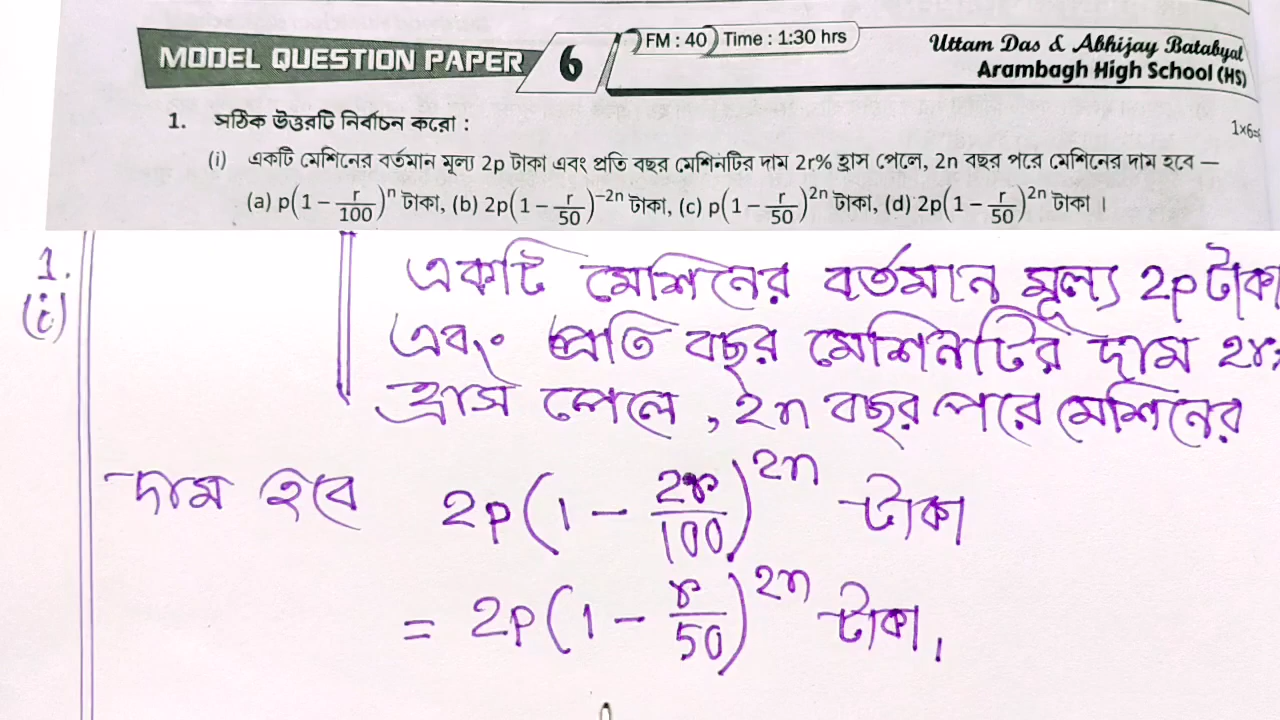 MODEL QUESTION PAPER 6 FM : 40 Time : 1:30 hrs Uttam Das & Abhijay Batabyal
Arambagh High School (HS)
1. সঠিক উত্তরটি নির্বাচন করো : 1×6=
(i) একটি মেশিনের বর্তমান মূল্য 2p টাকা এবং প্রতি বছর মেশিনটির দাম 2r% হ্রাস পেলে, 2n বছর পরে মেশিনের দাম হবে —
(a) p(1 − r/100)^n টাকা, (b) 2p(1 − r/50)^−2n টাকা, (c) p(1 − r/50)^2n টাকা, (d) 2p(1 − r/50)^2n টাকা ।
1. একটি মেশিনের বর্তমান মূল্য 2p টাকা
(i) এবং প্রতি বছর মেশিনটির দাম 2r%
হ্রাস পেলে, 2n বছর পরে মেশিনের
দাম হবে 2p(1 − 2r/100)^2n টাকা
= 2p(1 − r/50)^2n টাকা।